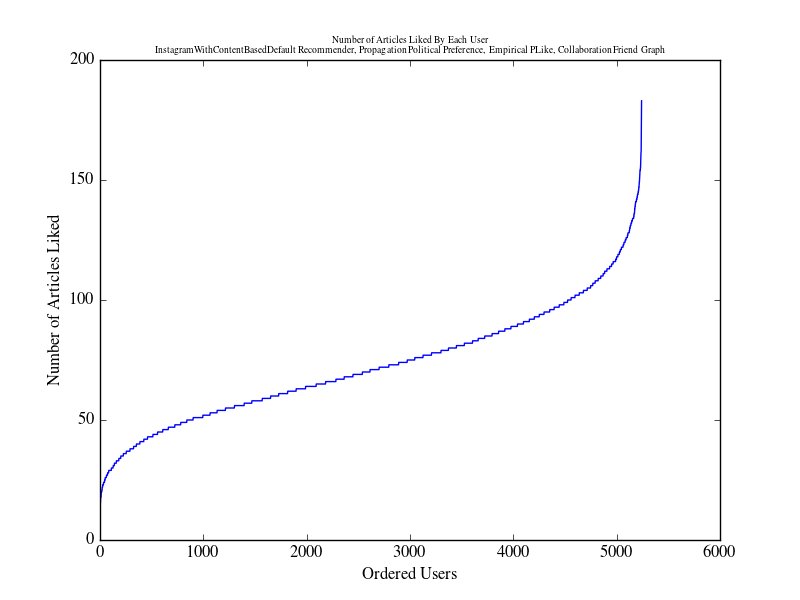 Number of Articles Liked By Each User
InstagramWithContentBasedDefault Recommender, PropagationPolitical Preference, Empirical PLike, CollaborationFriend Graph
200
150
100
50
0
Number of Articles Liked
0 1000 2000 3000 4000 5000 6000
Ordered Users